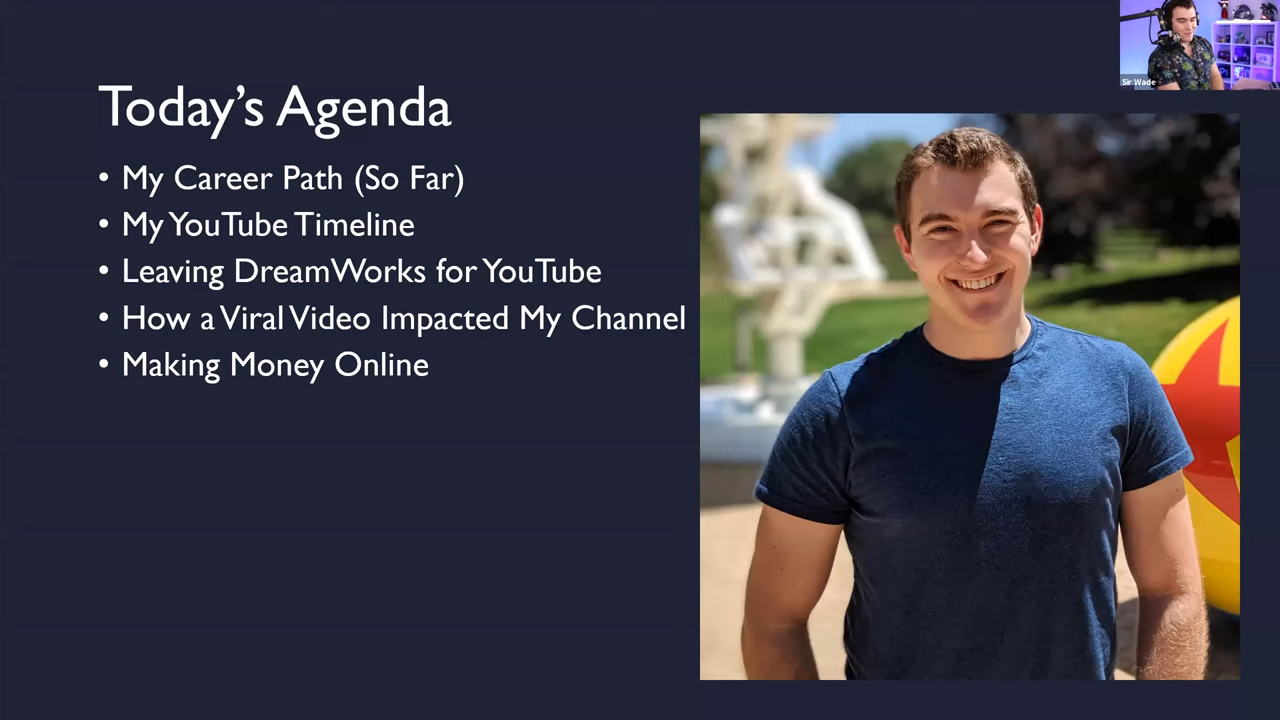 Today's Agenda
• My Career Path (So Far)
• My YouTube Timeline
• Leaving DreamWorks for YouTube
• How a Viral Video Impacted My Channel
• Making Money Online
Sir Wade